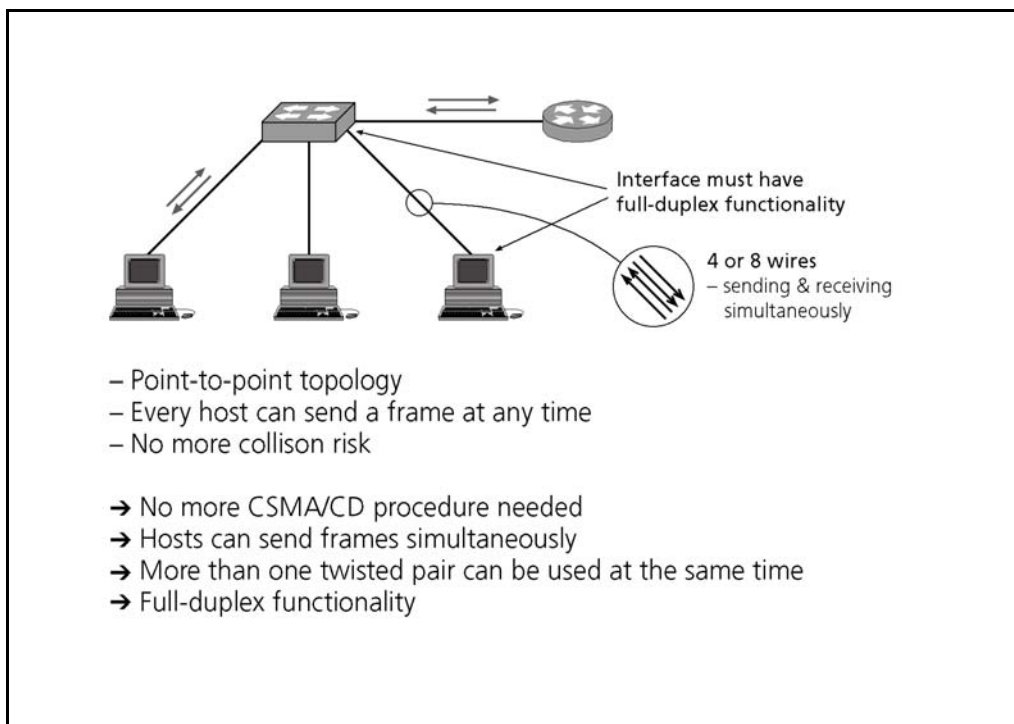 Interface must have
full-duplex functionality
4 or 8 wires
– sending & receiving
simultaneously
– Point-to-point topology
– Every host can send a frame at any time
– No more collison risk
➔ No more CSMA/CD procedure needed
➔ Hosts can send frames simultaneously
➔ More than one twisted pair can be used at the same time
➔ Full-duplex functionality